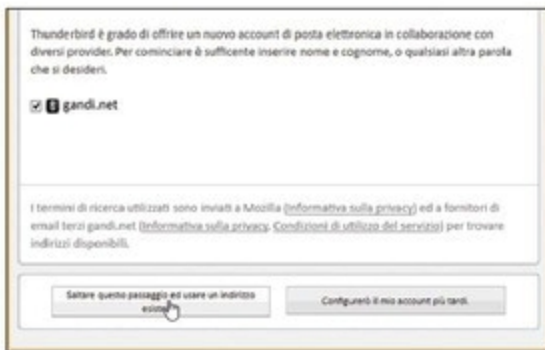 Thunderbird è grado di offrire un nuovo account di posta elettronica in collaborazione con
diversi provider. Per cominciare è sufficente inserire nome e cognome, o qualsiasi altra parola
che si desideri.
gandi.net
I termini di ricerca utilizzati sono inviati a Mozilla (Informativa sulla privacy) ed a fornitori di
email terzi gandi.net (Informativa sulla privacy, Condizioni di utilizzo del servizio) per trovare
indirizzi disponibili.
Saltare questo passaggio ed usare un indirizzo
Configurerò il mio account più tardi.